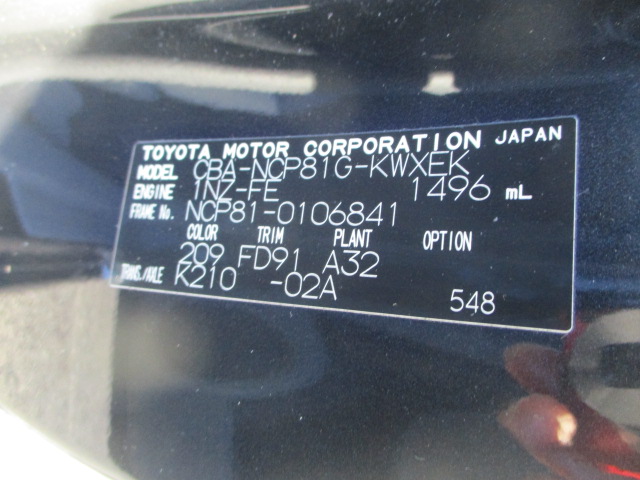 TOYOTA MOTOR CORPORATION JAPAN
MODEL CBA-NCP81G-KWXEK
ENGINE 1NZ-FE 1496 mL
FRAME No. NCP81-0106841
COLOR TRIM PLANT OPTION
209 FD91 A32
TRANS./AXLE K210 -02A
548